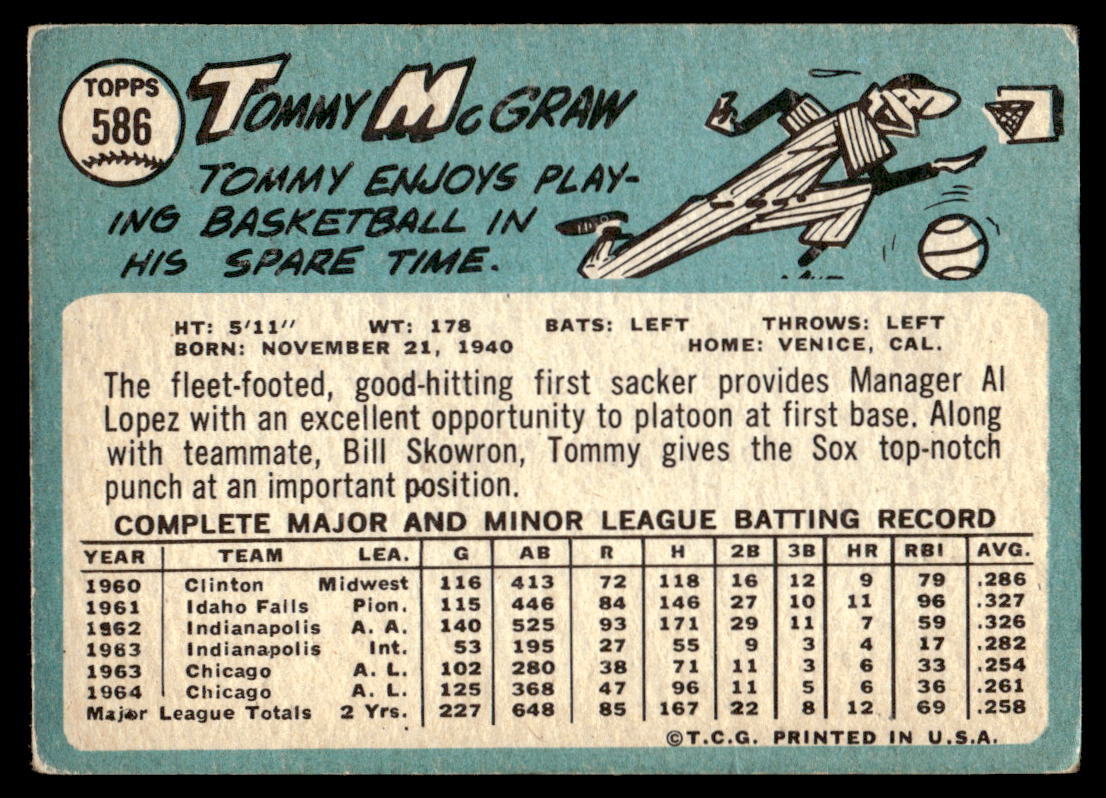 TOPPS
586
TOMMY McGRAW
TOMMY ENJOYS PLAY-
ING BASKETBALL IN
HIS SPARE TIME.
HT: 5'11" WT: 178 BATS: LEFT THROWS: LEFT
BORN: NOVEMBER 21, 1940 HOME: VENICE, CAL.
The fleet-footed, good-hitting first sacker provides Manager Al
Lopez with an excellent opportunity to platoon at first base. Along
with teammate, Bill Skowron, Tommy gives the Sox top-notch
punch at an important position.
COMPLETE MAJOR AND MINOR LEAGUE BATTING RECORD
YEAR TEAM LEA. G AB R H 2B 3B HR RBI AVG.
1960 Clinton Midwest 116 413 72 118 16 12 9 79 .286
1961 Idaho Falls Pion. 115 446 84 146 27 10 11 96 .327
1962 Indianapolis A. A. 140 525 93 171 29 11 7 59 .326
1963 Indianapolis Int. 53 195 27 55 9 3 4 17 .282
1963 Chicago A. L. 102 280 38 71 11 3 6 33 .254
1964 Chicago A. L. 125 368 47 96 11 5 6 36 .261
Major League Totals 2 Yrs. 227 648 85 167 22 8 12 69 .258
©T.C.G. PRINTED IN U.S.A.